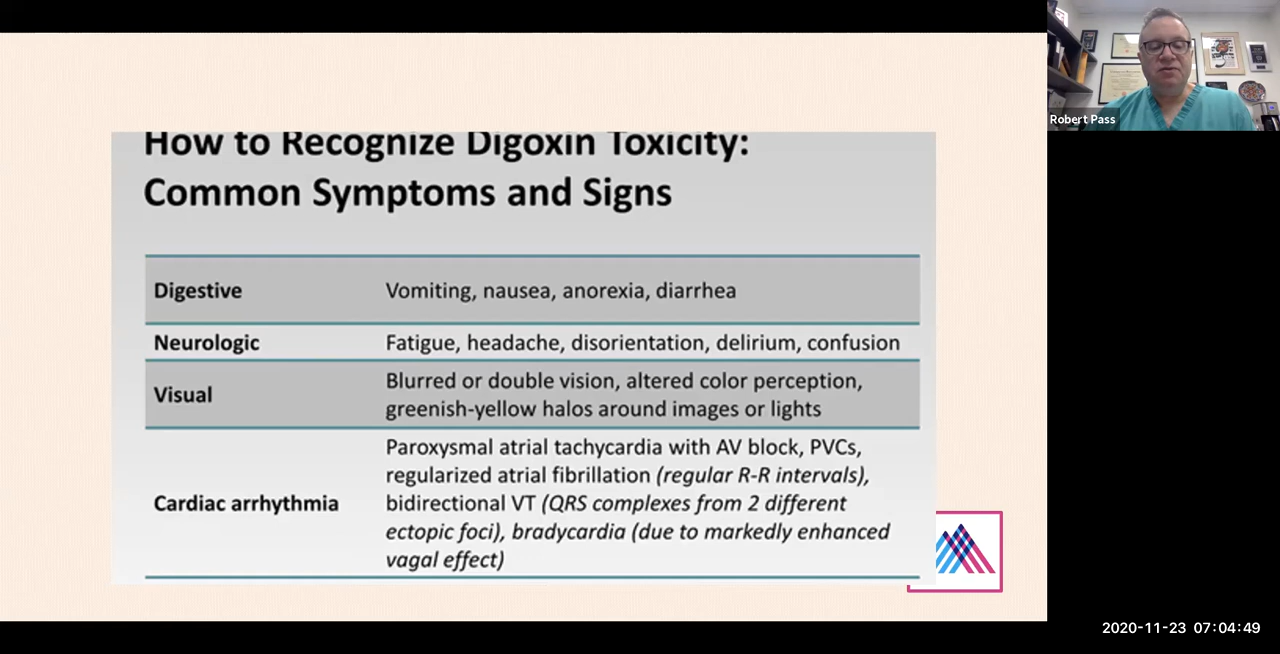 How to Recognize Digoxin Toxicity:
Common Symptoms and Signs
Digestive
Vomiting, nausea, anorexia, diarrhea
Neurologic
Fatigue, headache, disorientation, delirium, confusion
Visual
Blurred or double vision, altered color perception,
greenish-yellow halos around images or lights
Cardiac arrhythmia
Paroxysmal atrial tachycardia with AV block, PVCs,
regularized atrial fibrillation (regular R-R intervals),
bidirectional VT (QRS complexes from 2 different
ectopic foci), bradycardia (due to markedly enhanced
vagal effect)
Robert Pass
2020-11-23 07:04:49